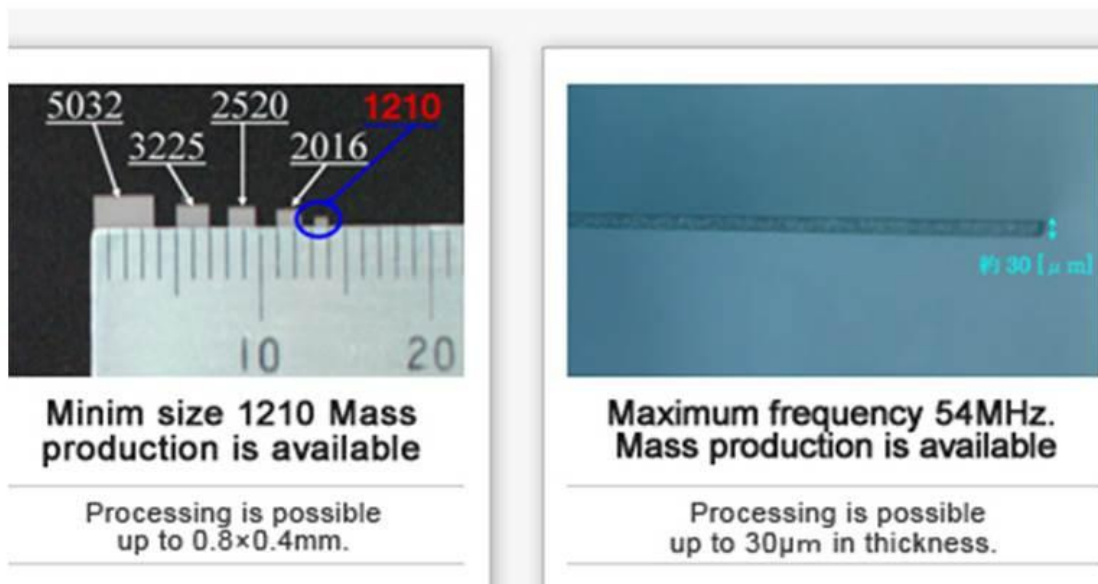 5032
2520
1210
3225
2016
10
20
Minim size 1210 Mass
production is available
Processing is possible
up to 0.8×0.4mm.
約 30 [μm]
Maximum frequency 54MHz.
Mass production is available
Processing is possible
up to 30μm in thickness.